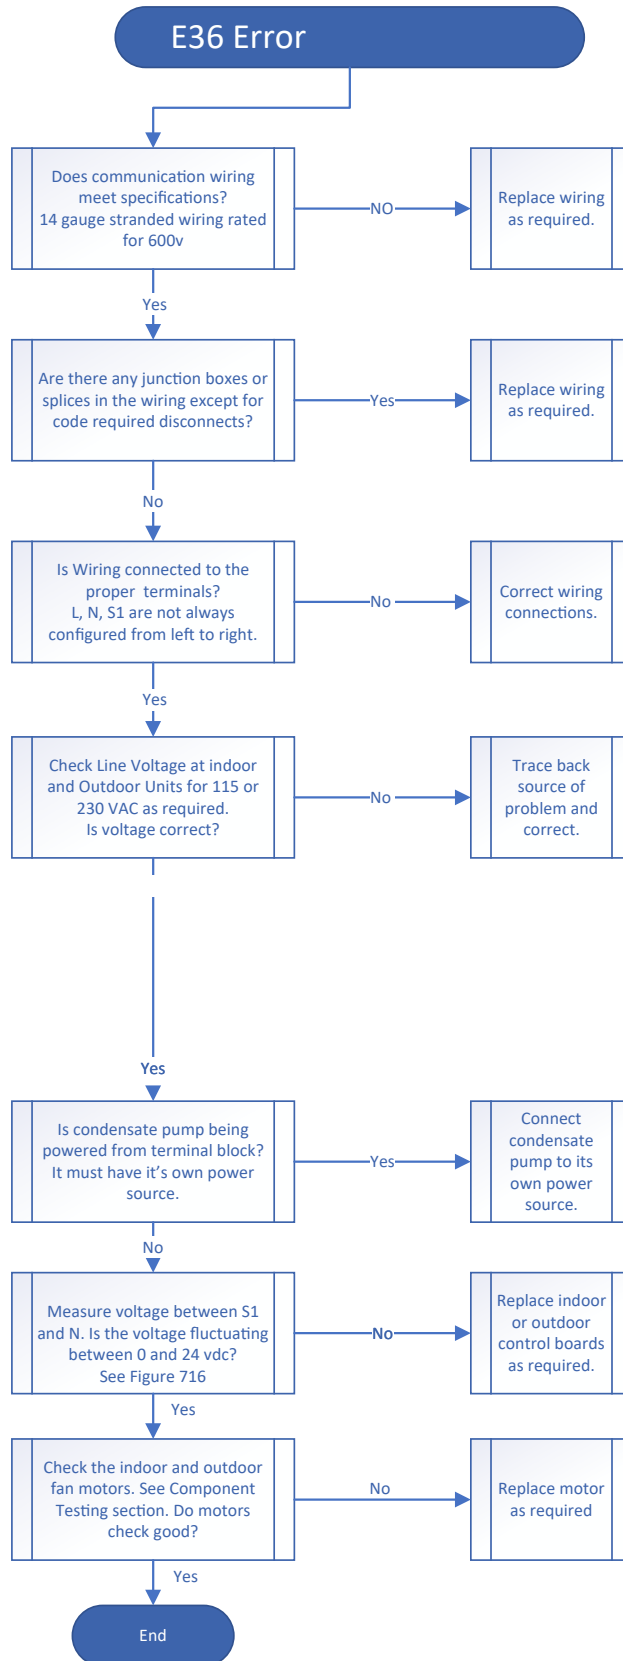 E36 Error
Does communication wiring
meet specifications?
14 gauge stranded wiring rated
for 600v
NO
Replace wiring
as required.
Yes
Are there any junction boxes or
splices in the wiring except for
code required disconnects?
Yes
Replace wiring
as required.
No
Is Wiring connected to the
proper terminals?
L, N, S1 are not always
configured from left to right.
No
Correct wiring
connections.
Yes
Check Line Voltage at indoor
and Outdoor Units for 115 or
230 VAC as required.
Is voltage correct?
No
Trace back
source of
problem and
correct.
Yes
Is condensate pump being
powered from terminal block?
It must have it's own power
source.
Yes
Connect
condensate
pump to its
own power
source.
No
Measure voltage between S1
and N. Is the voltage fluctuating
between 0 and 24 vdc?
See Figure 716
No
Replace indoor
or outdoor
control boards
as required.
Yes
Check the indoor and outdoor
fan motors. See Component
Testing section. Do motors
check good?
No
Replace motor
as required
Yes
End